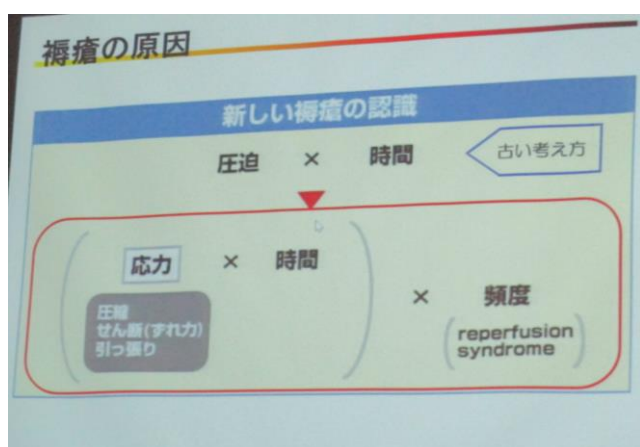 褥瘡の原因
新しい褥瘡の認識
圧迫 × 時間
古い考え方
応力 × 時間
圧縮
せん断(ずれ力)
引っ張り
× 頻度
(reperfusion
syndrome)